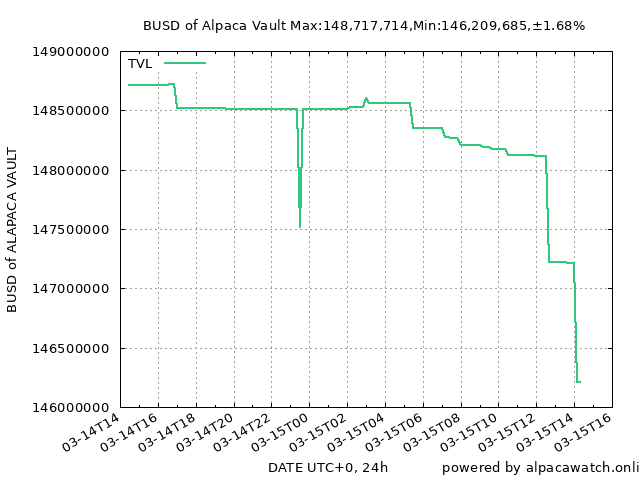 BUSD of Alpaca Vault Max:148,717,714,Min:146,209,685,±1.68%
149000000
TVL
148500000
148000000
147500000
147000000
146500000
146000000
BUSD of ALAPACA VAULT
03-14T14
03-14T16
03-14T18
03-14T20
03-14T22
03-15T00
03-15T02
03-15T04
03-15T06
03-15T08
03-15T10
03-15T12
03-15T14
03-15T16
DATE UTC+0, 24h
powered by alpacawatch.onli